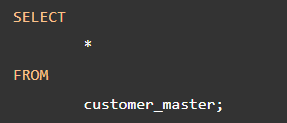 SELECT
*
FROM
customer_master;